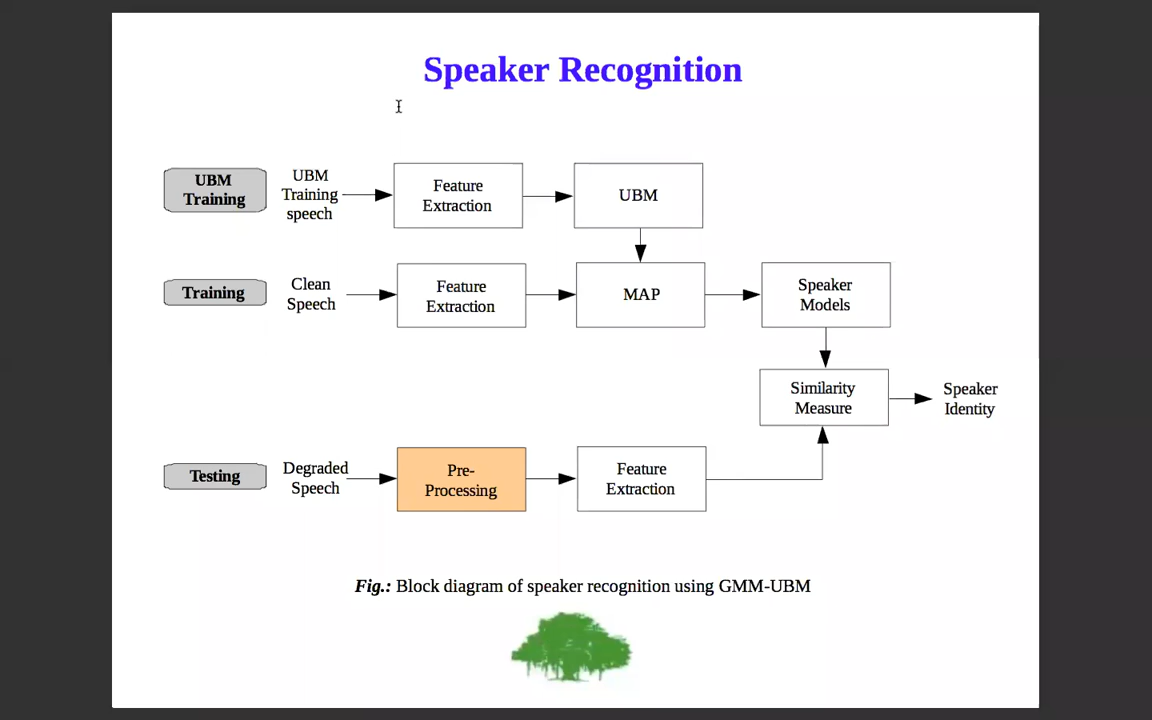 Speaker Recognition
UBM
Training
UBM
Training
speech
Feature
Extraction
UBM
Training
Clean
Speech
Feature
Extraction
MAP
Speaker
Models
Similarity
Measure
Speaker
Identity
Testing
Degraded
Speech
Pre-
Processing
Feature
Extraction
Fig.: Block diagram of speaker recognition using GMM-UBM